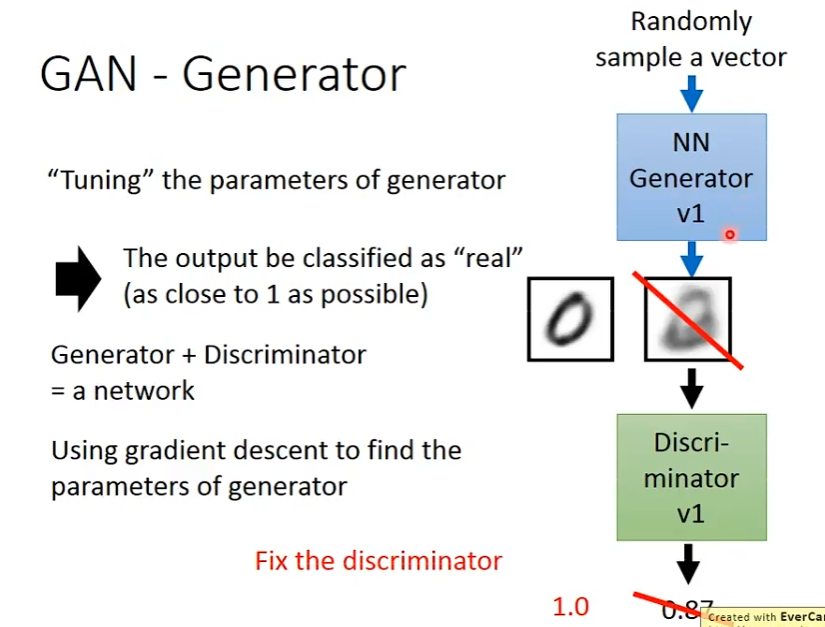 GAN - Generator
Randomly
sample a vector
NN
Generator
v1
“Tuning” the parameters of generator
The output be classified as “real”
(as close to 1 as possible)
Generator + Discriminator
= a network
Using gradient descent to find the
parameters of generator
Discri-
minator
v1
Fix the discriminator
1.0
0.87
Created with